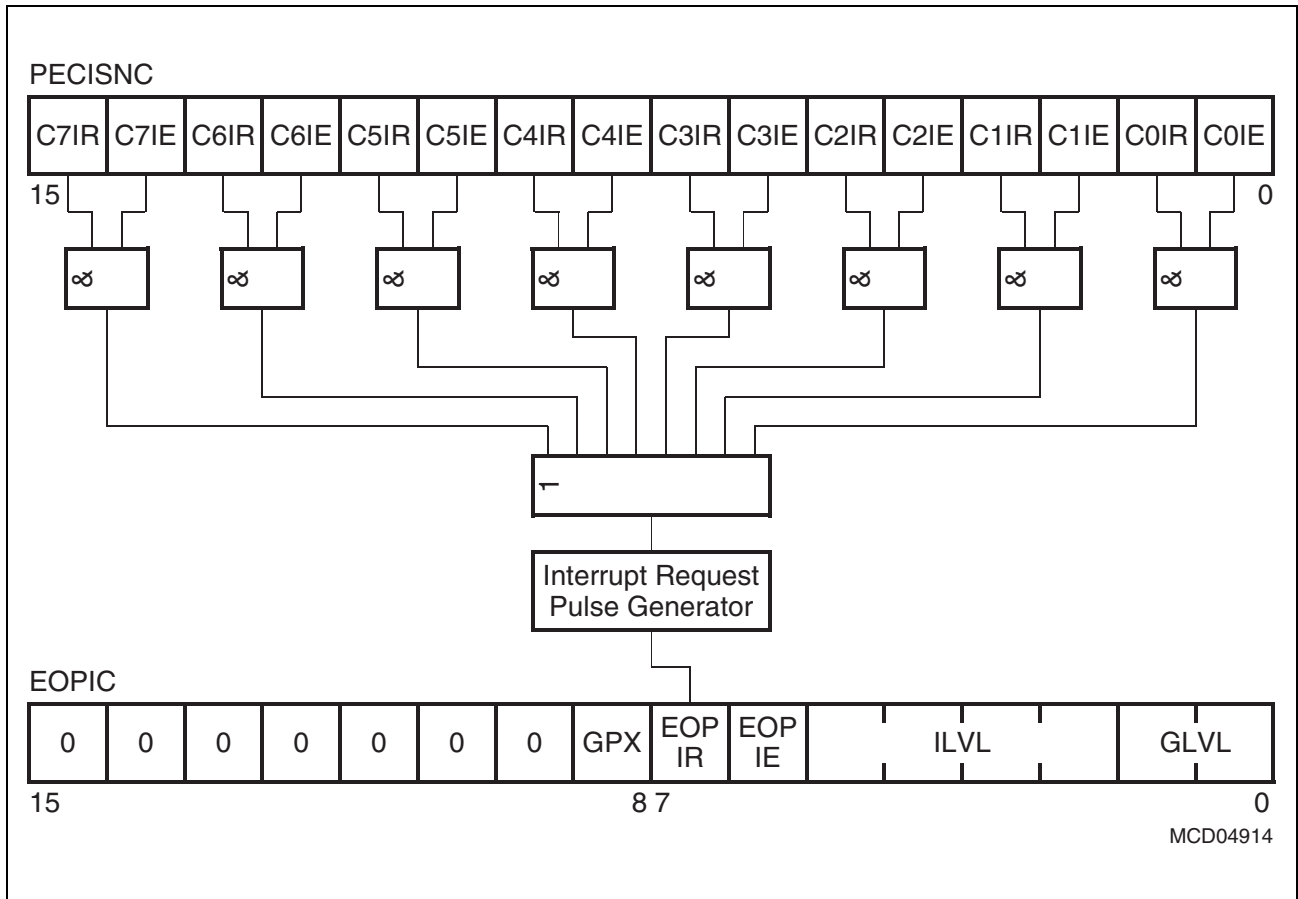 PECISNC
C7IR C7IE C6IR C6IE C5IR C5IE C4IR C4IE C3IR C3IE C2IR C2IE C1IR C1IE C0IR C0IE
15 0
& & & & & & & &
1
Interrupt Request
Pulse Generator
EOPIC
0 0 0 0 0 0 0 GPX EOP IR EOP IE ILVL GLVL
15 8 7 0
MCD04914